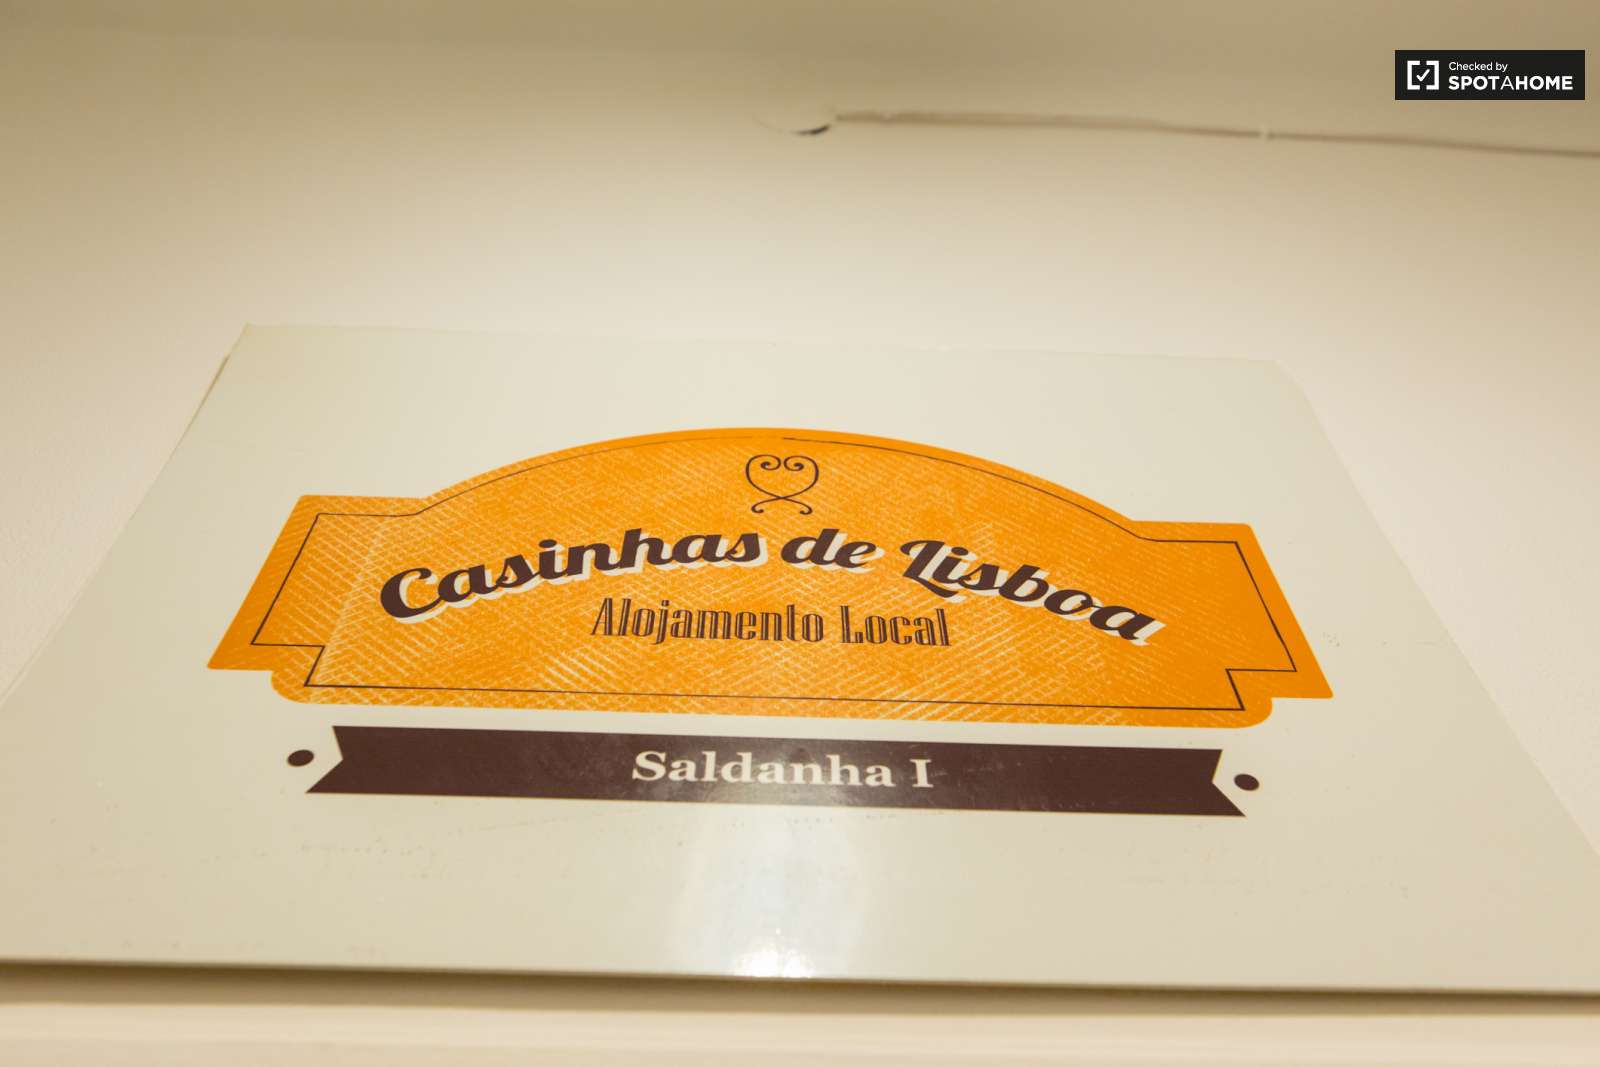 Checked by
SPOTAHOME
Casinhas de Lisboa
Alojamento Local
Saldanha I